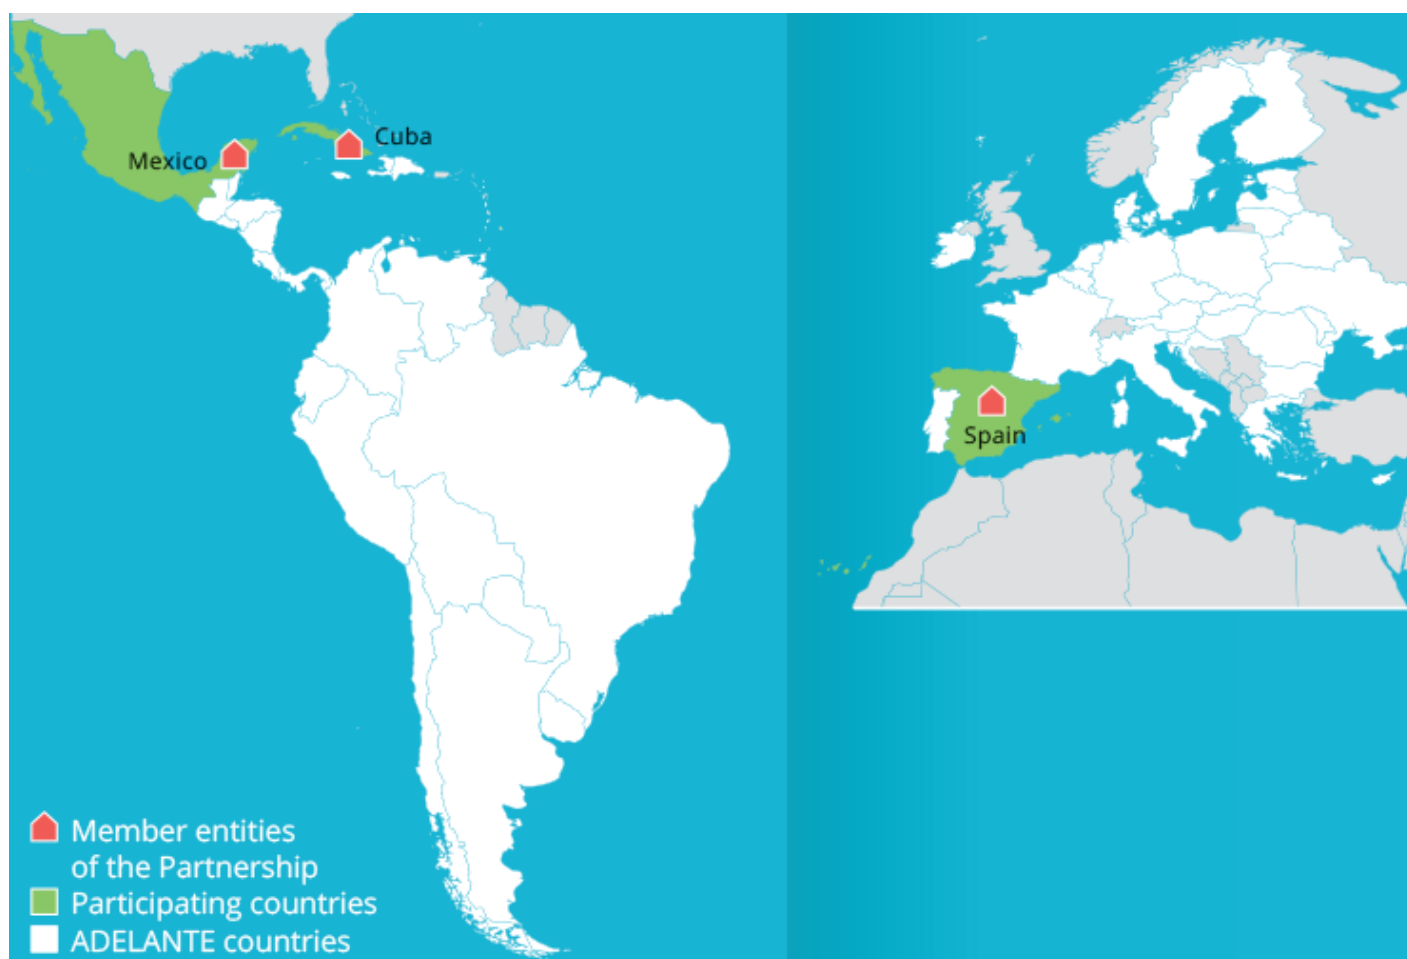 Cuba
Mexico
Spain
Member entities
of the Partnership
Participating countries
ADELANTE countries